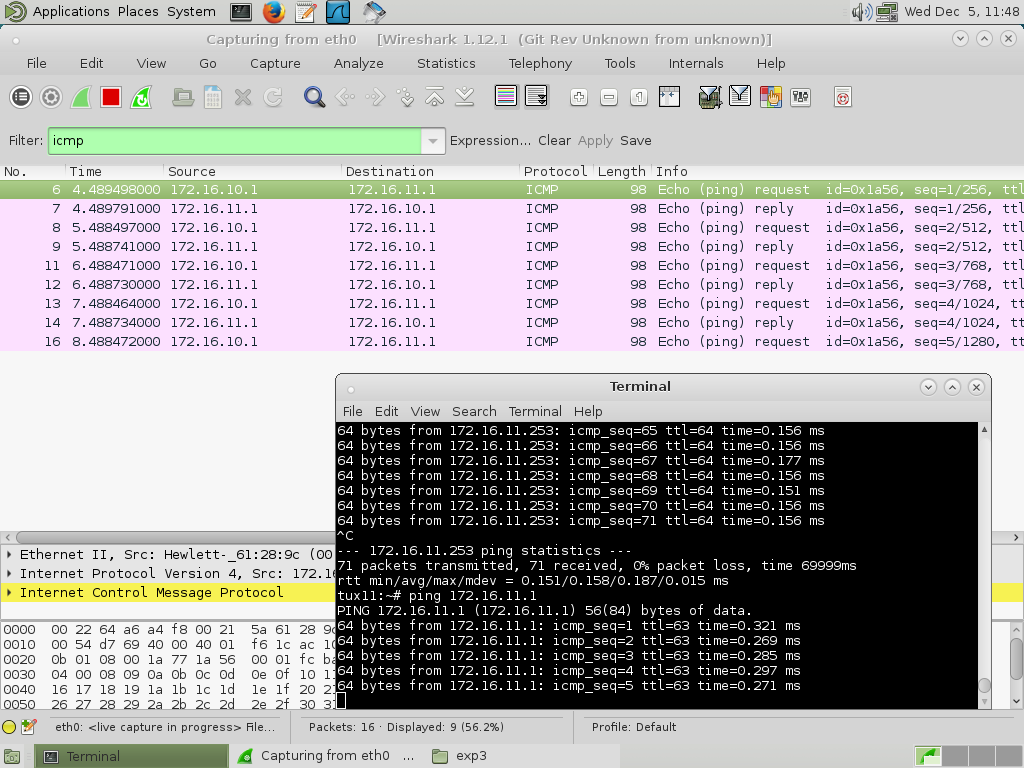 Applications Places System Wed Dec 5, 11:48
Capturing from eth0 [Wireshark 1.12.1 (Git Rev Unknown from unknown)]
File Edit View Go Capture Analyze Statistics Telephony Tools Internals Help
Filter: icmp Expression... Clear Apply Save
No. Time Source Destination Protocol Length Info
6 4.489498000 172.16.10.1 172.16.11.1 ICMP 98 Echo (ping) request id=0x1a56, seq=1/256, ttl
7 4.489791000 172.16.11.1 172.16.10.1 ICMP 98 Echo (ping) reply id=0x1a56, seq=1/256, ttl
8 5.488497000 172.16.10.1 172.16.11.1 ICMP 98 Echo (ping) request id=0x1a56, seq=2/512, ttl
9 5.488741000 172.16.11.1 172.16.10.1 ICMP 98 Echo (ping) reply id=0x1a56, seq=2/512, ttl
11 6.488471000 172.16.10.1 172.16.11.1 ICMP 98 Echo (ping) request id=0x1a56, seq=3/768, ttl
12 6.488730000 172.16.11.1 172.16.10.1 ICMP 98 Echo (ping) reply id=0x1a56, seq=3/768, ttl
13 7.488464000 172.16.10.1 172.16.11.1 ICMP 98 Echo (ping) request id=0x1a56, seq=4/1024, tt
14 7.488734000 172.16.11.1 172.16.10.1 ICMP 98 Echo (ping) reply id=0x1a56, seq=4/1024, tt
16 8.488472000 172.16.10.1 172.16.11.1 ICMP 98 Echo (ping) request id=0x1a56, seq=5/1280, tt
Terminal
File Edit View Search Terminal Help
64 bytes from 172.16.11.253: icmp_seq=65 ttl=64 time=0.156 ms
64 bytes from 172.16.11.253: icmp_seq=66 ttl=64 time=0.156 ms
64 bytes from 172.16.11.253: icmp_seq=67 ttl=64 time=0.177 ms
64 bytes from 172.16.11.253: icmp_seq=68 ttl=64 time=0.156 ms
64 bytes from 172.16.11.253: icmp_seq=69 ttl=64 time=0.151 ms
64 bytes from 172.16.11.253: icmp_seq=70 ttl=64 time=0.156 ms
64 bytes from 172.16.11.253: icmp_seq=71 ttl=64 time=0.156 ms
^C
--- 172.16.11.253 ping statistics ---
71 packets transmitted, 71 received, 0% packet loss, time 69999ms
rtt min/avg/max/mdev = 0.151/0.158/0.187/0.015 ms
tux11:~# ping 172.16.11.1
PING 172.16.11.1 (172.16.11.1) 56(84) bytes of data.
64 bytes from 172.16.11.1: icmp_seq=1 ttl=63 time=0.321 ms
64 bytes from 172.16.11.1: icmp_seq=2 ttl=63 time=0.269 ms
64 bytes from 172.16.11.1: icmp_seq=3 ttl=63 time=0.285 ms
64 bytes from 172.16.11.1: icmp_seq=4 ttl=63 time=0.297 ms
64 bytes from 172.16.11.1: icmp_seq=5 ttl=63 time=0.271 ms
Ethernet II, Src: Hewlett-_61:28:9c (00
Internet Protocol Version 4, Src: 172.16
Internet Control Message Protocol
0000 00 22 64 a6 a4 f8 00 21 5a 61 28 9c
0010 00 54 d7 69 40 00 40 01 f6 1c ac 10
0020 0b 01 08 00 1a 77 1a 56 00 01 fc ba
0030 04 00 08 09 0a 0b 0c 0d 0e 0f 10 11
0040 16 17 18 19 1a 1b 1c 1d 1e 1f 20 21
0050 26 27 28 29 2a 2b 2c 2d 2e 2f 30 31
eth0: <live capture in progress> File... Packets: 16 · Displayed: 9 (56.2%) Profile: Default
Terminal Capturing from eth0 ... exp3